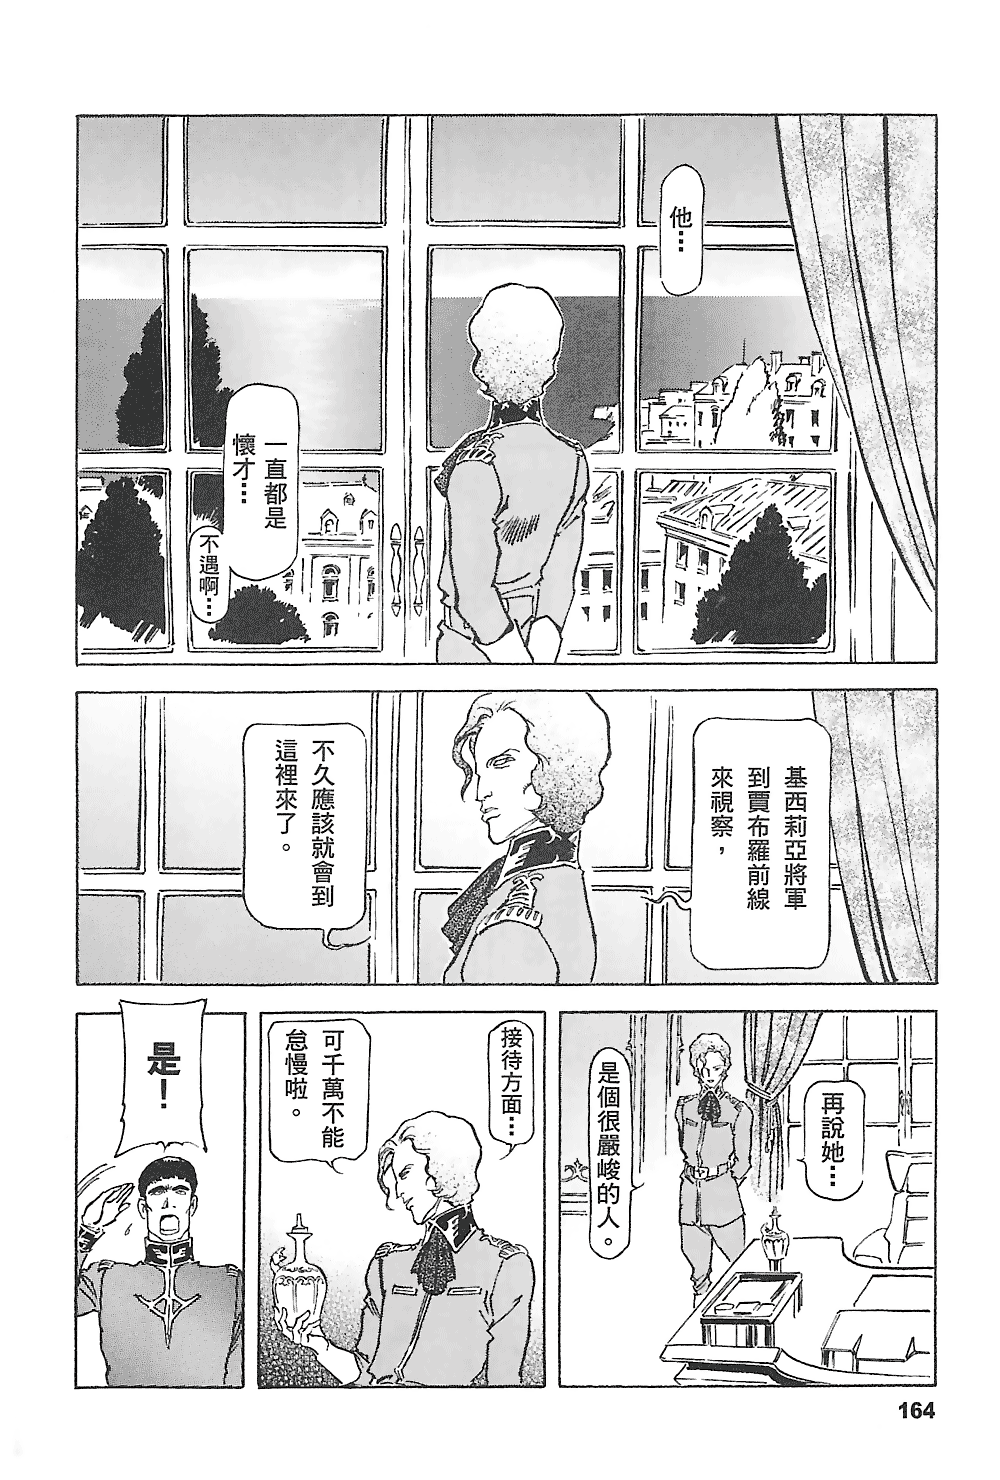 他…
一直都是
懷才…
不遇啊…
基西莉亞將軍
到賈布羅前線
來視察，
不久應該就會到
這裡來了。
再說她…
是個很嚴峻的人。
接待方面…
可千萬不能
怠慢啦。
是！
164